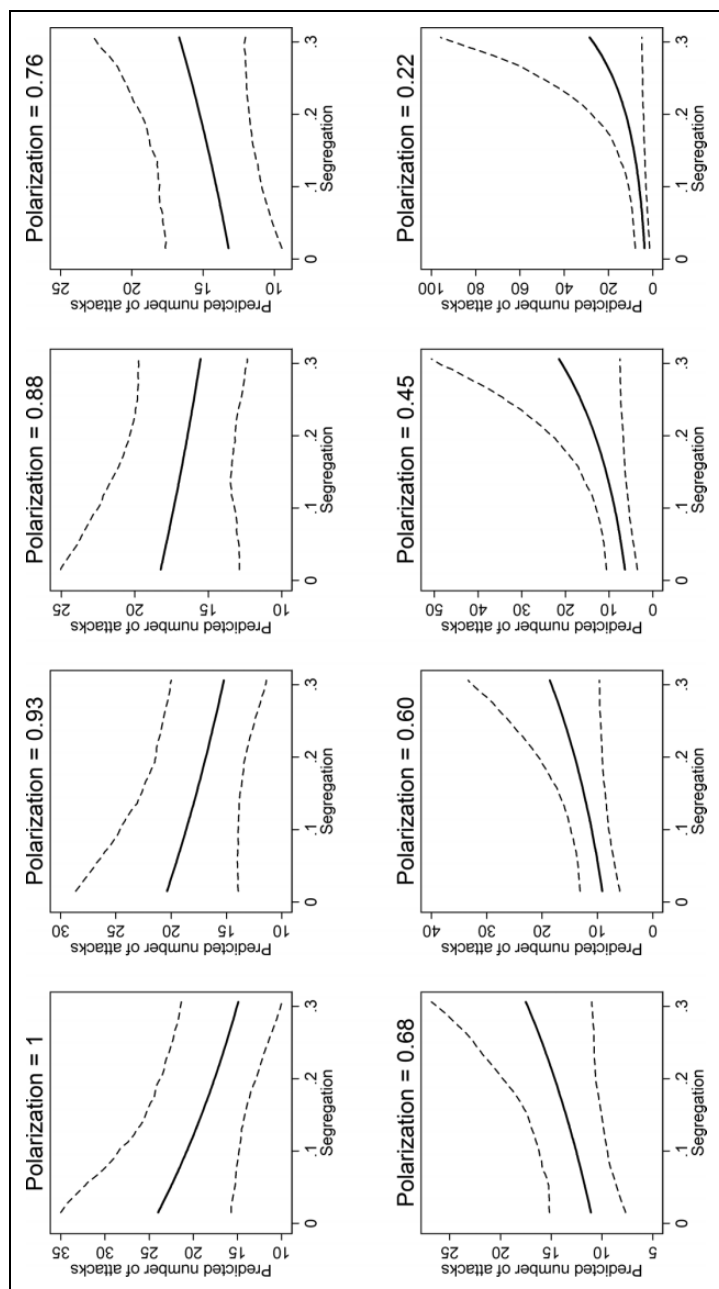 Polarization = 1
Predicted number of attacks
35
30
25
20
15
10
0 .1 .2 .3
Segregation
Polarization = 0.93
Predicted number of attacks
30
25
20
15
10
0 .1 .2 .3
Segregation
Polarization = 0.88
Predicted number of attacks
25
20
15
10
0 .1 .2 .3
Segregation
Polarization = 0.76
Predicted number of attacks
25
20
15
10
0 .1 .2 .3
Segregation
Polarization = 0.68
Predicted number of attacks
25
20
15
10
5
0 .1 .2 .3
Segregation
Polarization = 0.60
Predicted number of attacks
40
30
20
10
0
0 .1 .2 .3
Segregation
Polarization = 0.45
Predicted number of attacks
50
40
30
20
10
0
0 .1 .2 .3
Segregation
Polarization = 0.22
Predicted number of attacks
100
80
60
40
20
0
0 .1 .2 .3
Segregation